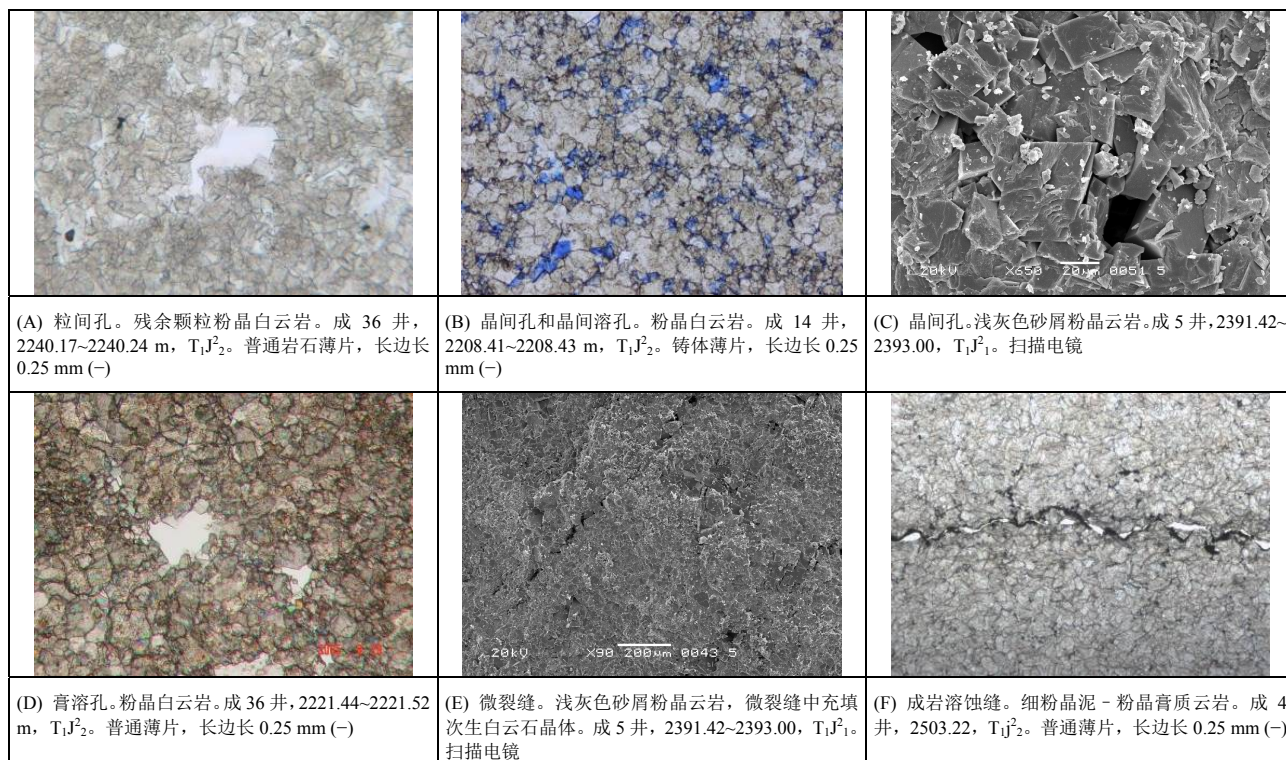 20kV X650 20μm 0051 5
(A) 粒间孔。残余颗粒粉晶白云岩。成 36 井，
2240.17~2240.24 m，T₁J²₂。普通岩石薄片，长边长
0.25 mm (−)
(B) 晶间孔和晶间溶孔。粉晶白云岩。成 14 井，
2208.41~2208.43 m，T₁J²₂。铸体薄片，长边长 0.25
mm (−)
(C) 晶间孔。浅灰色砂屑粉晶云岩。成 5 井，2391.42~
2393.00，T₁J²₁。扫描电镜
20kV X90 200μm 0043 5
(D) 膏溶孔。粉晶白云岩。成 36 井，2221.44~2221.52
m，T₁J²₂。普通薄片，长边长 0.25 mm (−)
(E) 微裂缝。浅灰色砂屑粉晶云岩，微裂缝中充填
次生白云石晶体。成 5 井，2391.42~2393.00，T₁J²₁。
扫描电镜
(F) 成岩溶蚀缝。细粉晶泥﹣粉晶膏质云岩。成 4
井，2503.22，T₁j²₂。普通薄片，长边长 0.25 mm (−)